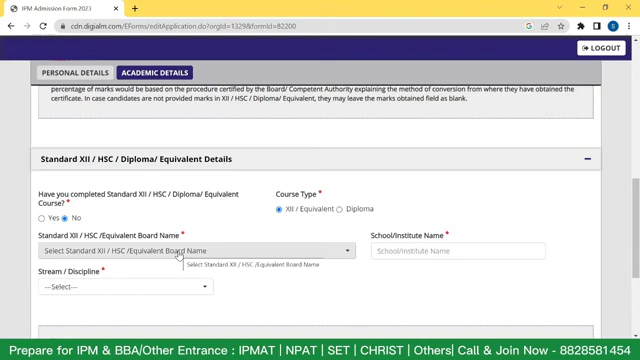 IPM Admission Form 2023
cdn.digialm.com/EForms/editApplication.do?orgId=1329&formId=82200
S
LOGOUT
PERSONAL DETAILS
ACADEMIC DETAILS
percentage of marks would be based on the procedure certified by the Board/ Competent Authority explaining the method of conversion from where they have obtained the
certificate. In case candidates are not provided marks in XII / HSC / Diploma/ Equivalent, they may leave the marks obtained field as blank.
Standard XII / HSC / Diploma/ Equivalent Details
Have you completed Standard XII / HSC / Diploma/ Equivalent
Course? *
Yes No
Course Type *
XII / Equivalent Diploma
Standard XII / HSC /Equivalent Board Name *
Select Standard XII / HSC /Equivalent Board Name
Select Standard XII / HSC /Equivalent Board Name
School/Institute Name *
School/Institute Name
Stream / Discipline *
---Select---
Prepare for IPM & BBA/Other Entrance : IPMAT | NPAT | SET | CHRIST | Others| Call & Join Now - 8828581454